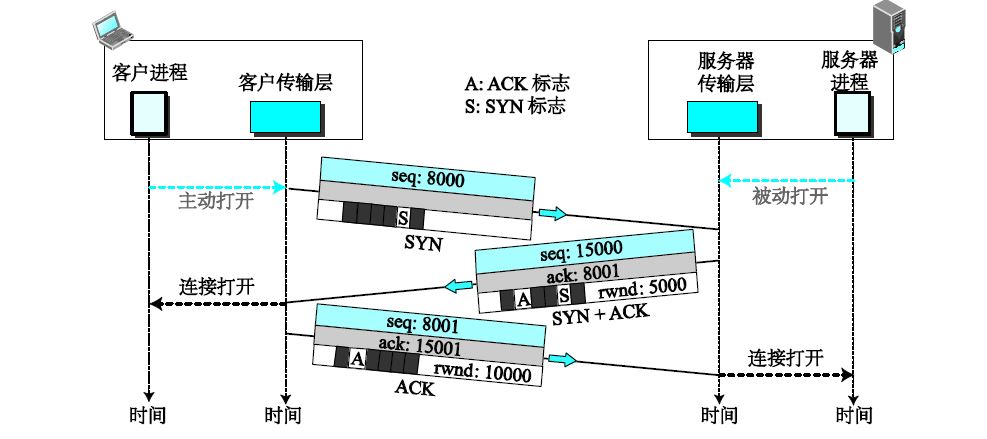 客户进程
客户传输层
A: ACK 标志
S: SYN 标志
服务器
传输层
服务器
进程
主动打开
被动打开
seq: 8000
S
SYN
seq: 15000
ack: 8001
A S rwnd: 5000
SYN + ACK
连接打开
seq: 8001
ack: 15001
A rwnd: 10000
ACK
连接打开
时间
时间
时间
时间